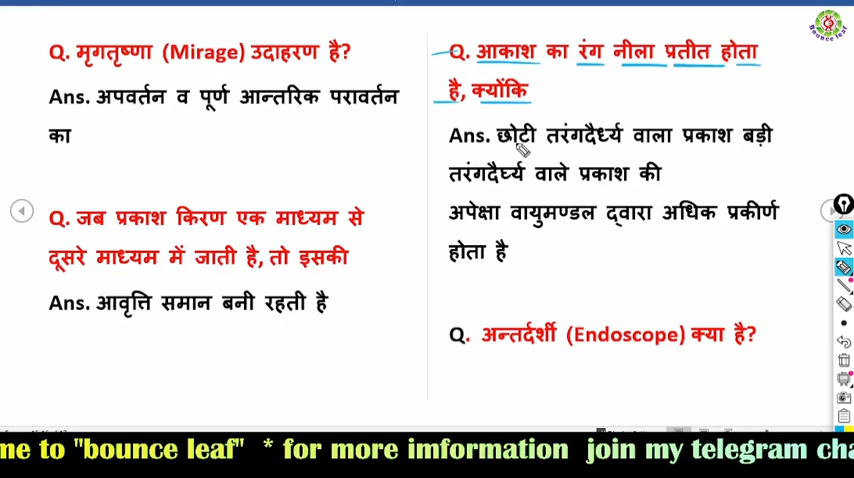 Q. मृगतृष्णा (Mirage) उदाहरण है?
Ans. अपवर्तन व पूर्ण आन्तरिक परावर्तन
का
Q. जब प्रकाश किरण एक माध्यम से
दूसरे माध्यम में जाती है, तो इसकी
Ans. आवृत्ति समान बनी रहती है
Q. आकाश का रंग नीला प्रतीत होता
है, क्योंकि
Ans. छोटी तरंगदैर्ध्य वाला प्रकाश बड़ी
तरंगदैर्घ्य वाले प्रकाश की
अपेक्षा वायुमण्डल द्वारा अधिक प्रकीर्ण
होता है
Q. अन्तर्दर्शी (Endoscope) क्या है?
Bounce leaf
me to "bounce leaf" * for more imformation join my telegram cha